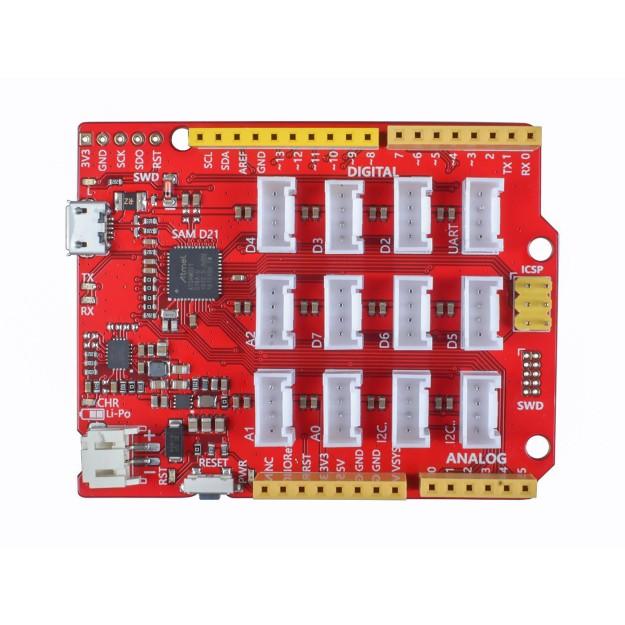 3V3 GND SCK SDO RST
SCL SDA AREF GND ~13 ~12 ~11 ~10 ~9 ~8
7 ~6 ~5 ~4 ~3 2 TX 1 RX 0
SWD
DIGITAL
SAM D21
Atmel
D4 D3 D2 UART
TX
RX
ICSP
A2 D7 D6 D5
SWD
CHR
Li-Po
A1 A0 I2C.. I2C..
ANALOG
RESET
RST
PWR
NC IORe RST 3V3 5V GND GND VSYS
0 1 2 3 4 5